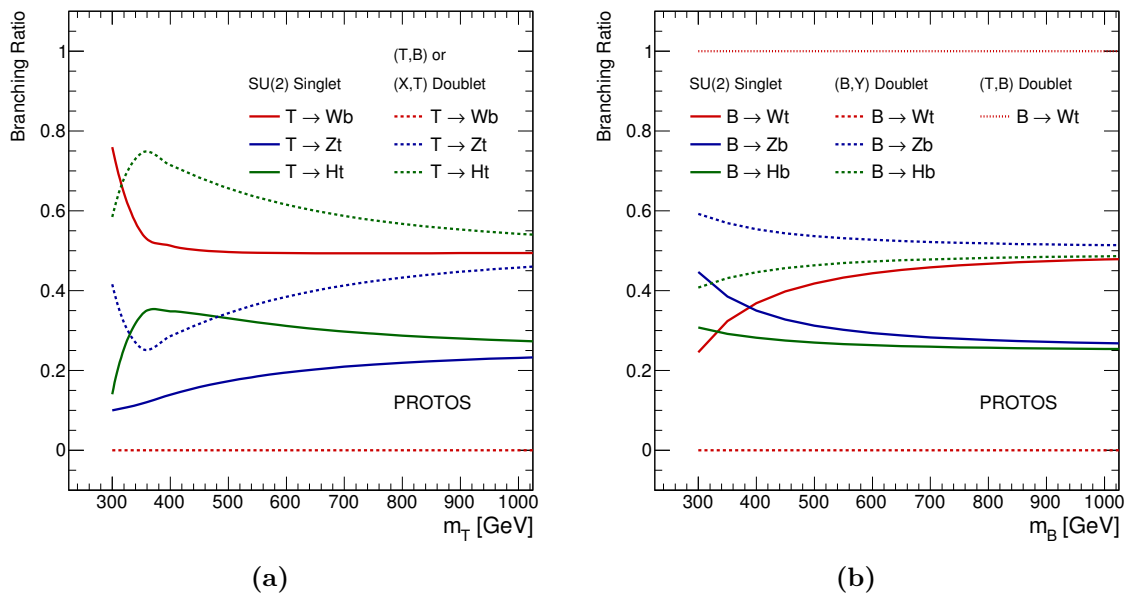 Branching Ratio
1
0.8
0.6
0.4
0.2
0
(T,B) or
SU(2) Singlet (X,T) Doublet
T → Wb T → Wb
T → Zt T → Zt
T → Ht T → Ht
PROTOS
300 400 500 600 700 800 900 1000
m_T [GeV]
(a)
Branching Ratio
1
0.8
0.6
0.4
0.2
0
SU(2) Singlet (B,Y) Doublet (T,B) Doublet
B → Wt B → Wt B → Wt
B → Zb B → Zb
B → Hb B → Hb
PROTOS
300 400 500 600 700 800 900 1000
m_B [GeV]
(b)